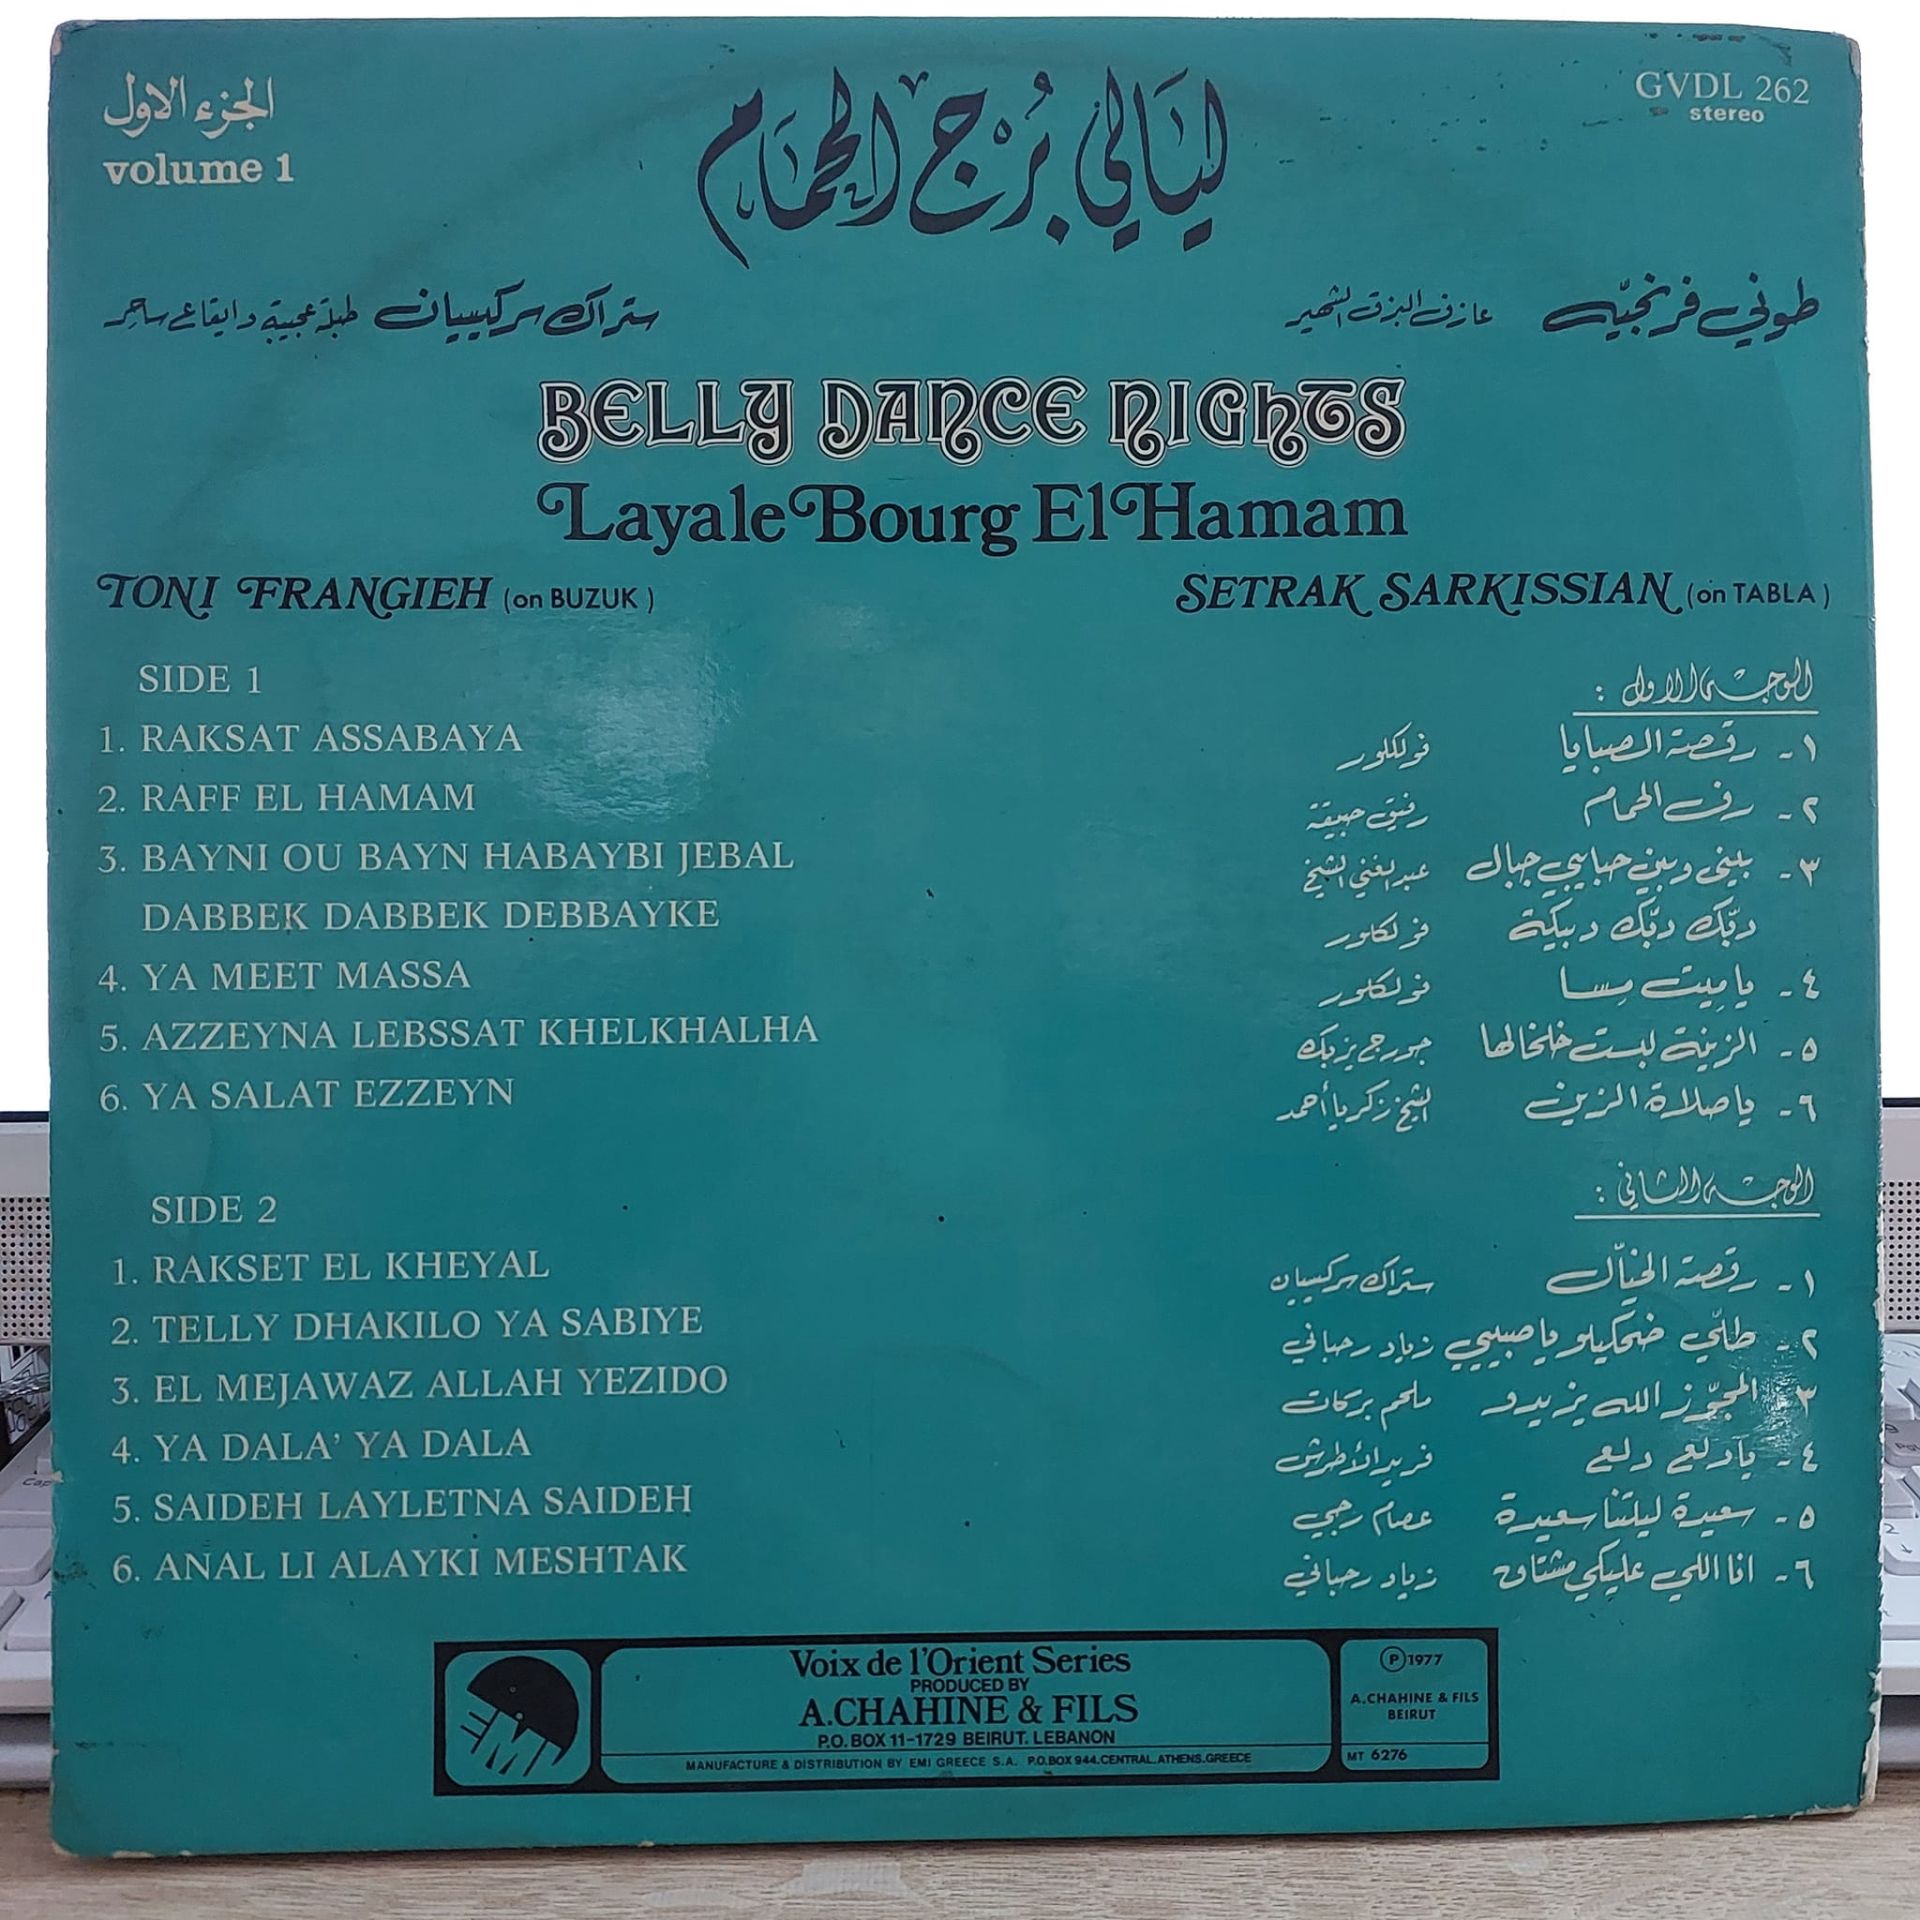 الجزء الاول
volume 1
ليالي برج الحمام
GVDL 262
stereo
طوني فرنجيه عازف البزق الشهير
ستراك سركيسيان طبلة عجيبة وايقاع ساحر
BELLY DANCE NIGHTS
Layale Bourg El Hamam
TONI FRANGIEH (on BUZUK)
SETRAK SARKISSIAN (on TABLA)
SIDE 1
1. RAKSAT ASSABAYA
2. RAFF EL HAMAM
3. BAYNI OU BAYN HABAYBI JEBAL
DABBEK DABBEK DEBBAYKE
4. YA MEET MASSA
5. AZZEYNA LEBSSAT KHELKHALHA
6. YA SALAT EZZEYN
الوجه الاول :
١ - رقصة الصبايا فولكلور
٢ - رف الحمام رفيق حبيقة
٣ - بيني وبين حبايبي جبال عبد الغني الشيخ
دبّك دبّك دبيكة فولكلور
٤ - يا ميت مسا فولكلور
٥ - الزينة لبست خلخالها جورج يزبك
٦ - يا صلاة الزين الشيخ زكريا أحمد
SIDE 2
1. RAKSET EL KHEYAL
2. TELLY DHAKILO YA SABIYE
3. EL MEJAWAZ ALLAH YEZIDO
4. YA DALA' YA DALA
5. SAIDEH LAYLETNA SAIDEH
6. ANAL LI ALAYKI MESHTAK
الوجه الثاني :
١ - رقصة الخيّال ستراك سركيسيان
٢ - طلّي ضحكيلو يا صبيي زياد رحباني
٣ - المجوّز الله يزيدو ملحم بركات
٤ - يا دلع دلع فريد الأطرش
٥ - سعيدة ليلتنا سعيدة عصام رجي
٦ - انا اللي عليكي مشتاق زياد رحباني
EMI
Voix de l'Orient Series
PRODUCED BY
A.CHAHINE & FILS
P.O. BOX 11-1729 BEIRUT. LEBANON
MANUFACTURE & DISTRIBUTION BY EMI GREECE S.A. P.O.BOX 944.CENTRAL.ATHENS.GREECE
Ⓟ1977
A.CHAHINE & FILS
BEIRUT
MT 6276